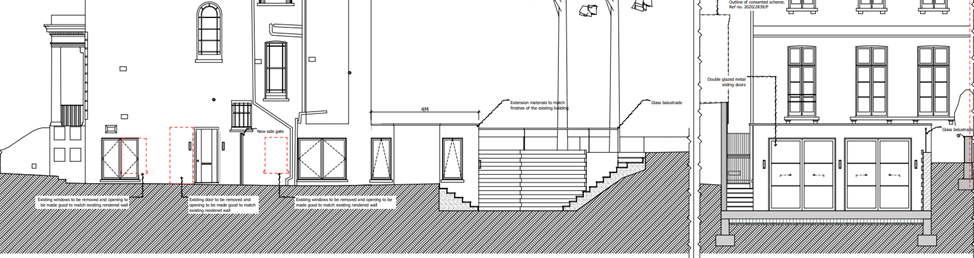 Outline of consented scheme.
Ref no. 2020/2839/P
Double glazed metal
sliding doors
4M
Extension materials to match
finishes of the existing building
Glass balustrade
New side gate
Glass balustrade
Existing windows to be removed and opening to
be made good to match existing rendered wall
Existing door to be removed and
opening to be made good to match
existing rendered wall
Existing windows to be removed and opening to
be made good to match existing rendered wall